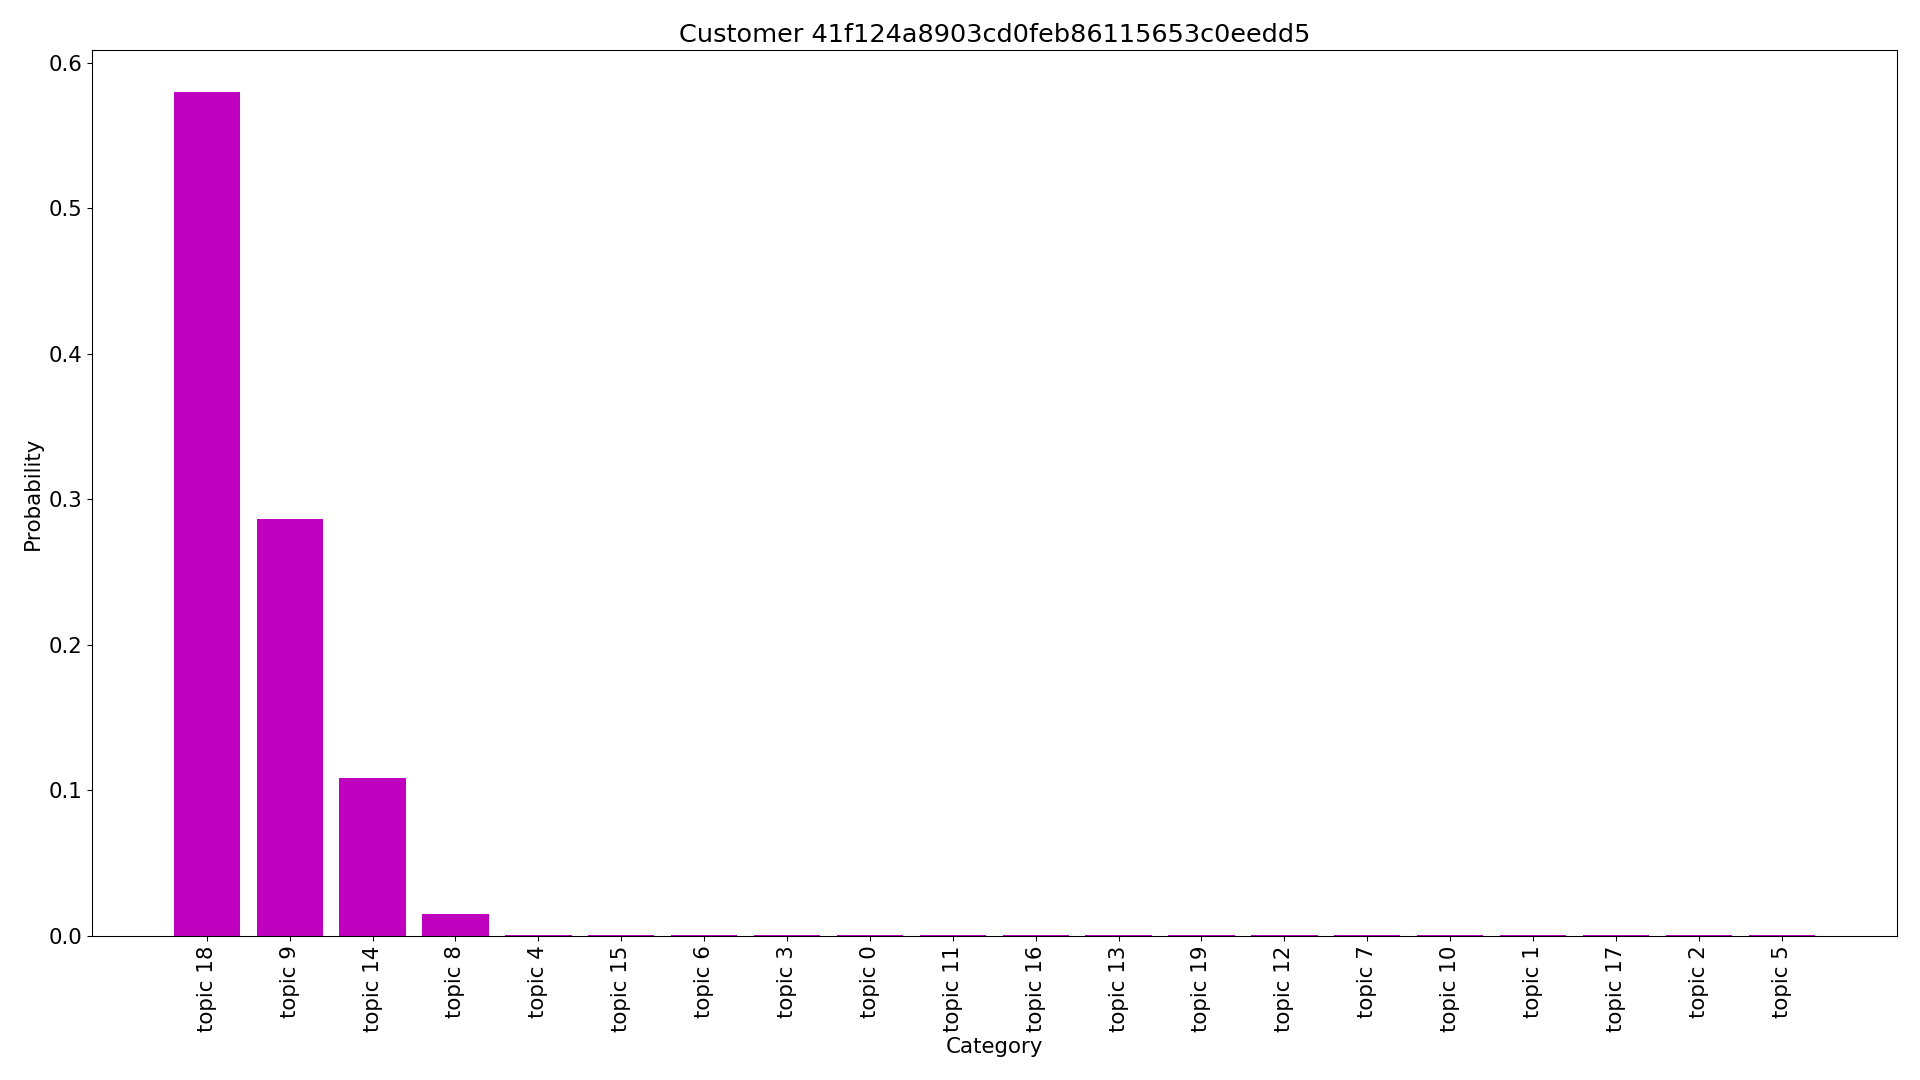 Customer 41f124a8903cd0feb86115653c0eedd5
Probability
0.6
0.5
0.4
0.3
0.2
0.1
0.0
topic 18
topic 9
topic 14
topic 8
topic 4
topic 15
topic 6
topic 3
topic 0
topic 11
topic 16
topic 13
topic 19
topic 12
topic 7
topic 10
topic 1
topic 17
topic 2
topic 5
Category